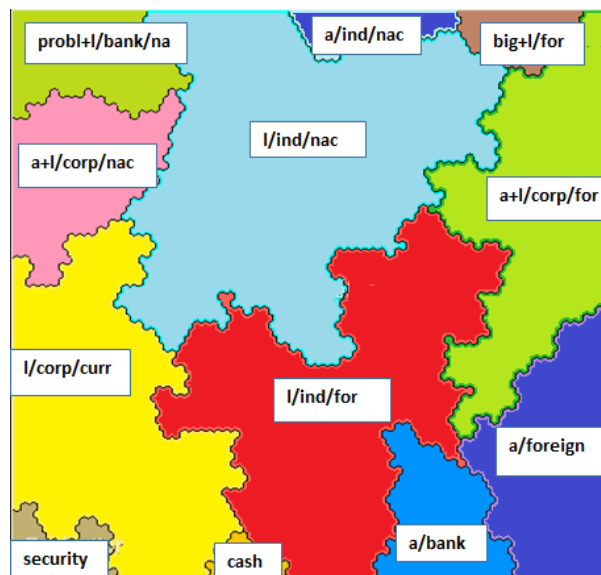 probl+l/bank/na
a/ind/nac
big+l/for
l/ind/nac
a+l/corp/nac
a+l/corp/for
l/corp/curr
l/ind/for
a/foreign
a/bank
security
cash